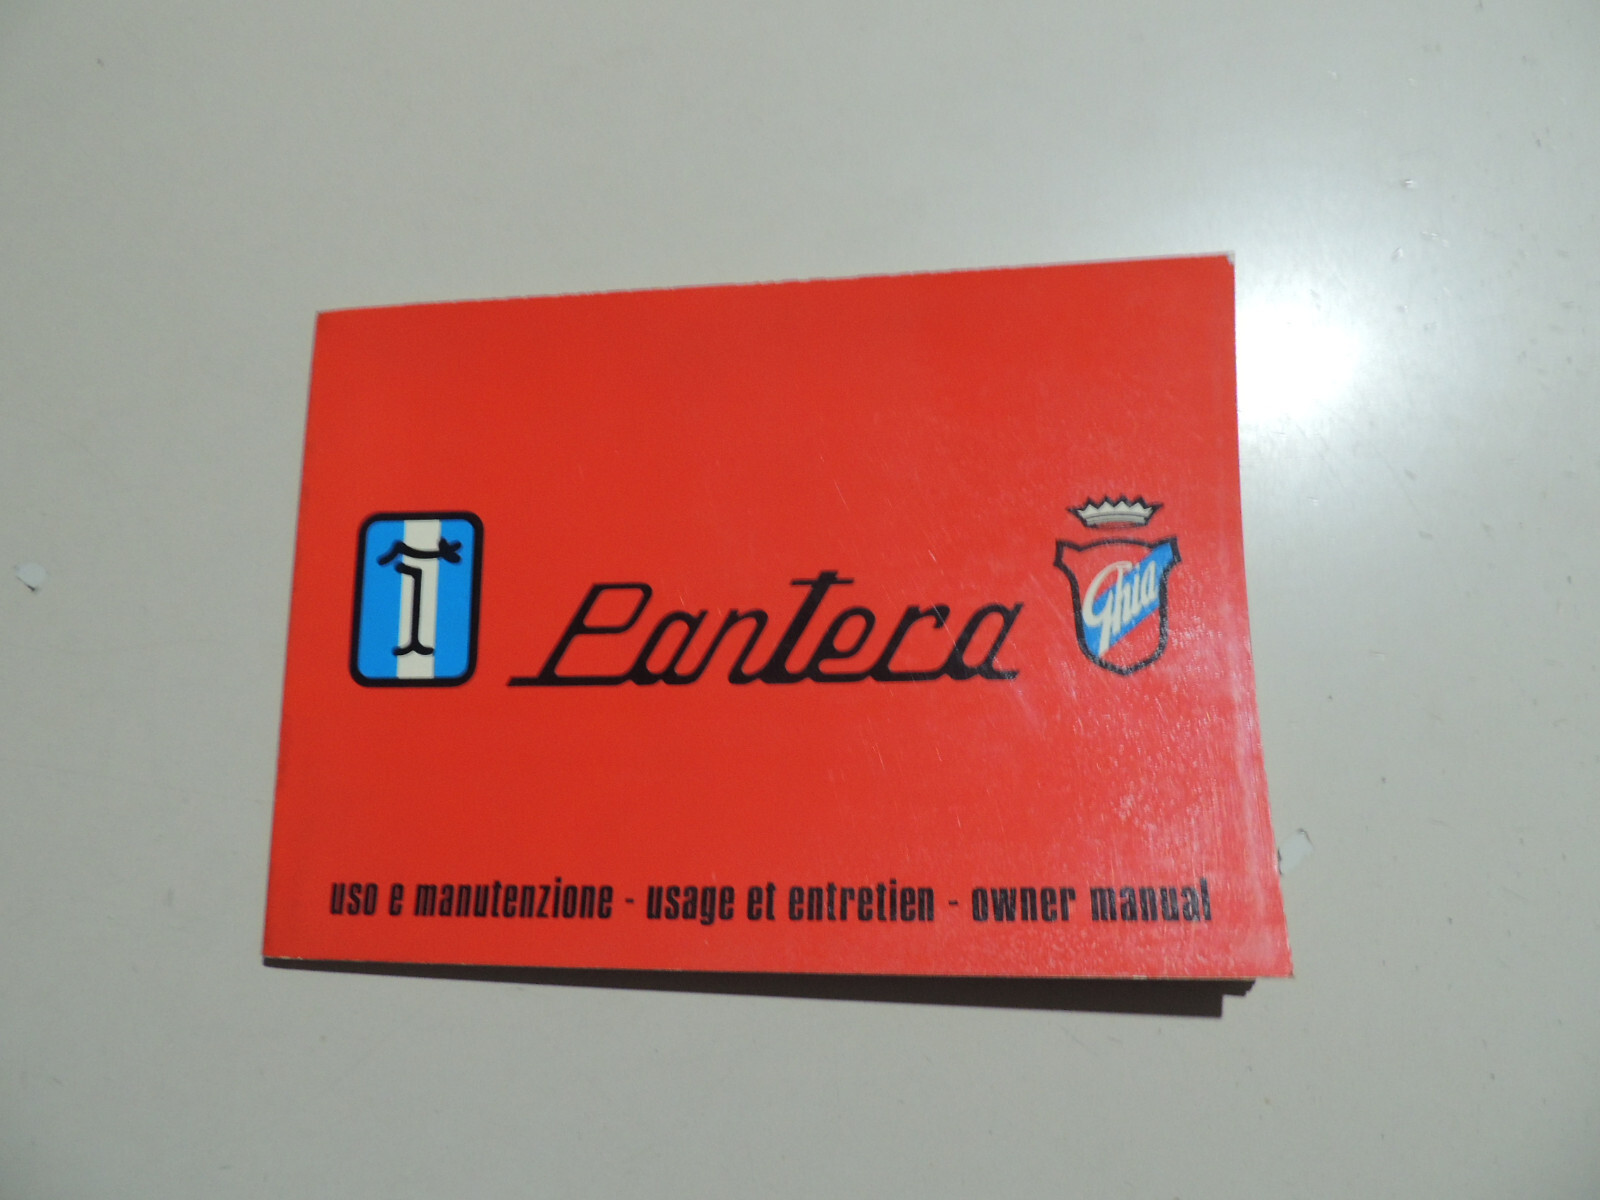 Pantera
Ghia
uso e manutenzione - usage et entretien - owner manual